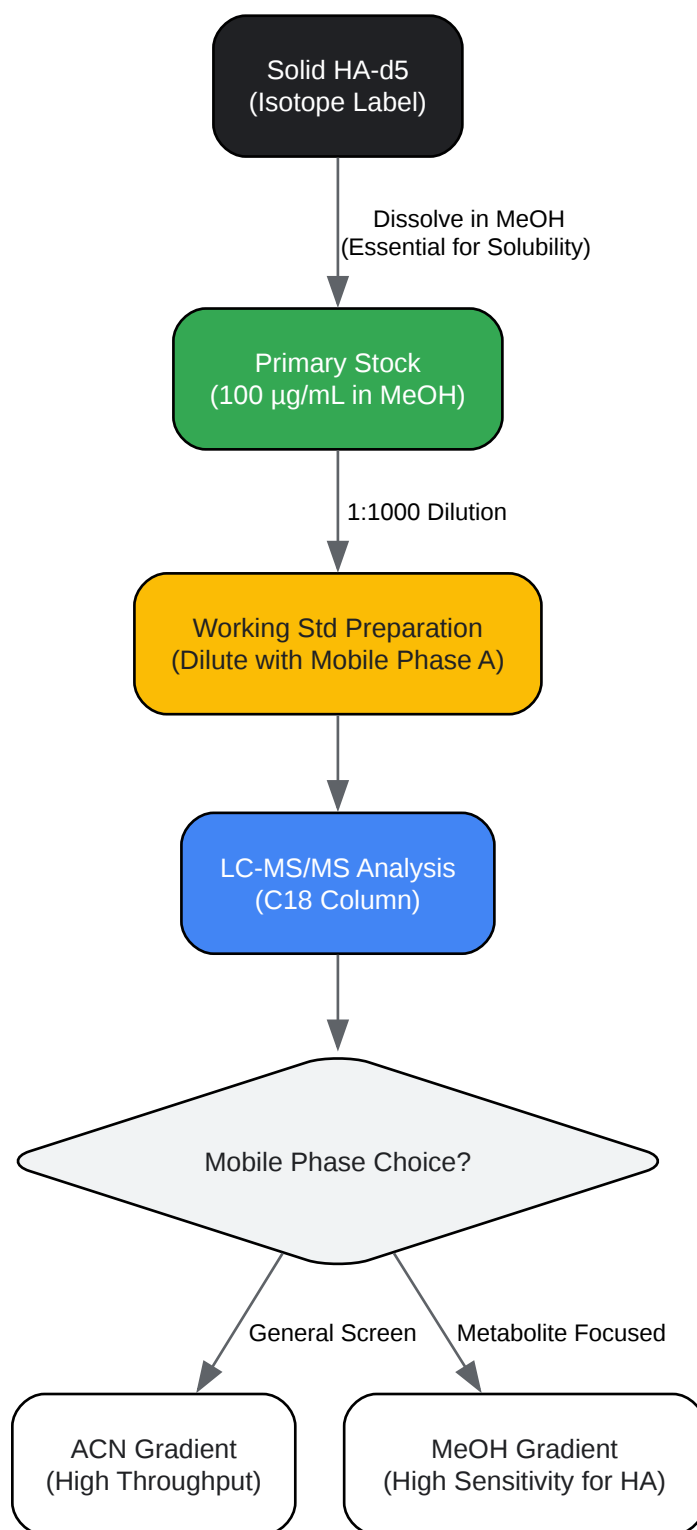 Solid HA-d5
(Isotope Label)
Dissolve in MeOH
(Essential for Solubility)
Primary Stock
(100 µg/mL in MeOH)
1:1000 Dilution
Working Std Preparation
(Dilute with Mobile Phase A)
LC-MS/MS Analysis
(C18 Column)
Mobile Phase Choice?
General Screen
Metabolite Focused
ACN Gradient
(High Throughput)
MeOH Gradient
(High Sensitivity for HA)